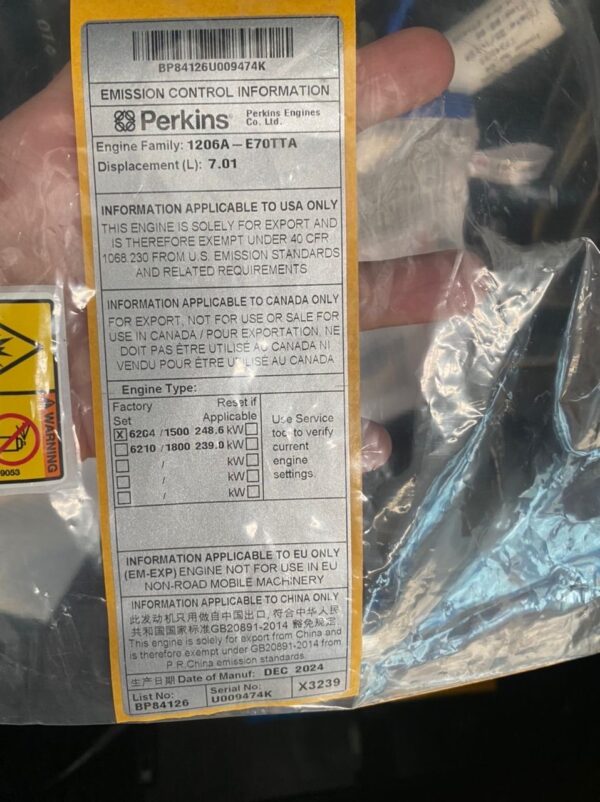 BP84126U009474K
EMISSION CONTROL INFORMATION
Perkins Perkins Engines
Co. Ltd.
Engine Family: 1206A – E70TTA
Displacement (L): 7.01
INFORMATION APPLICABLE TO USA ONLY
THIS ENGINE IS SOLELY FOR EXPORT AND
IS THEREFORE EXEMPT UNDER 40 CFR
1068.230 FROM U.S. EMISSION STANDARDS
AND RELATED REQUIREMENTS
INFORMATION APPLICABLE TO CANADA ONLY
FOR EXPORT, NOT FOR USE OR SALE FOR
USE IN CANADA / POUR EXPORTATION, NE
DOIT PAS ÊTRE UTILISÉ AU CANADA NI
VENDU POUR ÊTRE UTILISÉ AU CANADA
Engine Type:
Factory Set
Reset if Applicable
X 6204 / 1500 248.6 kW
6210 / 1800 239.0 kW
/ kW
/ kW
/ kW
Use Service
tool to verify
current
engine
settings.
INFORMATION APPLICABLE TO EU ONLY
(EM-EXP) ENGINE NOT FOR USE IN EU
NON-ROAD MOBILE MACHINERY
INFORMATION APPLICABLE TO CHINA ONLY
此发动机只用做自中国出口, 符合中华人民
共和国国家标准GB20891-2014 豁免规定.
This engine is solely for export from China and
is therefore exempt under GB20891-2014 from
P.R.China emission standards.
生产日期 Date of Manuf: DEC 2024
List No:
BP84126
Serial No:
U009474K
X3239
WARNING
9053